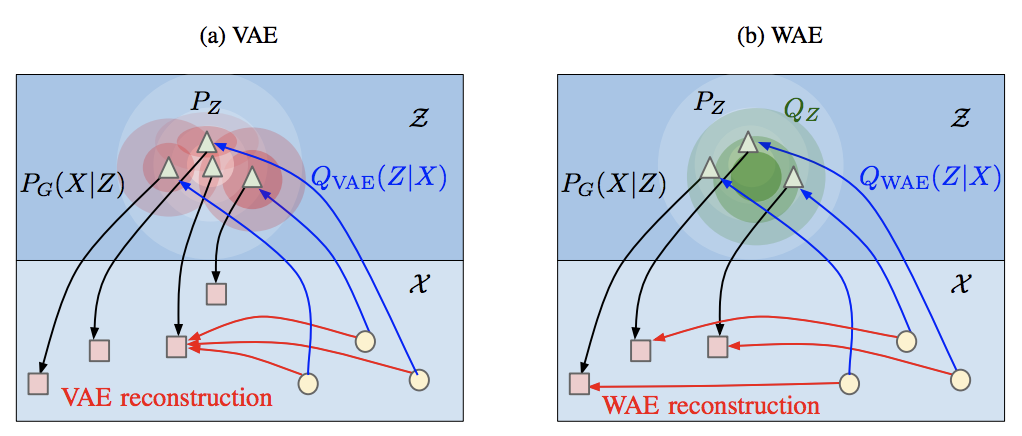 (a) VAE
P_Z
𝒵
P_G(X|Z)
Q_VAE(Z|X)
𝒳
VAE reconstruction
(b) WAE
P_Z
Q_Z
𝒵
P_G(X|Z)
Q_WAE(Z|X)
𝒳
WAE reconstruction